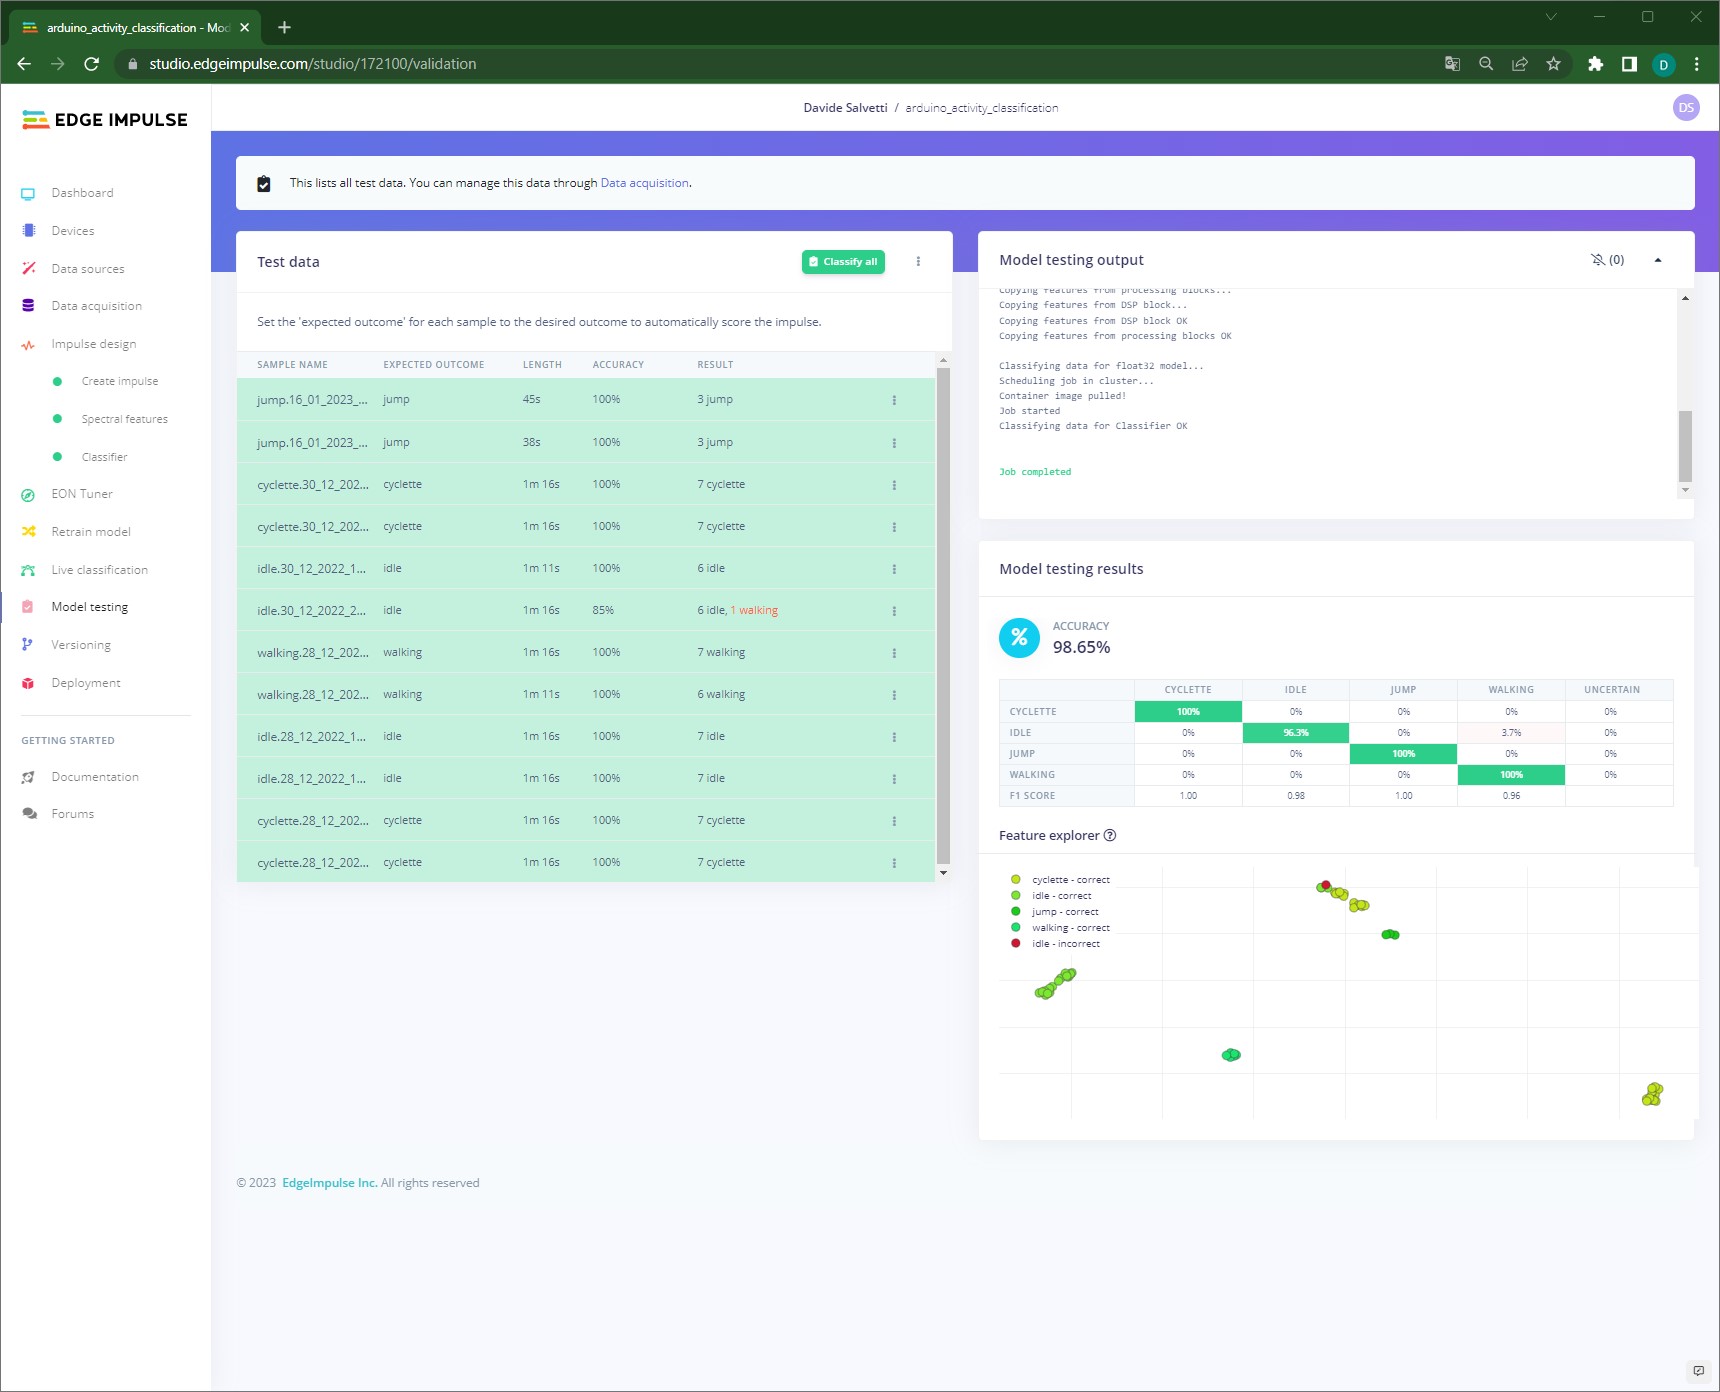 arduino_activity_classification - Mod
studio.edgeimpulse.com/studio/172100/validation
D
EDGE IMPULSE
Davide Salvetti / arduino_activity_classification
DS
Dashboard
Devices
Data sources
Data acquisition
Impulse design
Create impulse
Spectral features
Classifier
EON Tuner
Retrain model
Live classification
Model testing
Versioning
Deployment
GETTING STARTED
Documentation
Forums
This lists all test data. You can manage this data through Data acquisition.
Test data
Classify all
Set the 'expected outcome' for each sample to the desired outcome to automatically score the impulse.
SAMPLE NAME EXPECTED OUTCOME LENGTH ACCURACY RESULT
jump.16_01_2023_... jump 45s 100% 3 jump
jump.16_01_2023_... jump 38s 100% 3 jump
cyclette.30_12_202... cyclette 1m 16s 100% 7 cyclette
cyclette.30_12_202... cyclette 1m 16s 100% 7 cyclette
idle.30_12_2022_1... idle 1m 11s 100% 6 idle
idle.30_12_2022_2... idle 1m 16s 85% 6 idle, 1 walking
walking.28_12_202... walking 1m 16s 100% 7 walking
walking.28_12_202... walking 1m 11s 100% 6 walking
idle.28_12_2022_1... idle 1m 16s 100% 7 idle
idle.28_12_2022_1... idle 1m 16s 100% 7 idle
cyclette.28_12_202... cyclette 1m 16s 100% 7 cyclette
cyclette.28_12_202... cyclette 1m 16s 100% 7 cyclette
Model testing output
(0)
Copying features from processing blocks...
Copying features from DSP block...
Copying features from DSP block OK
Copying features from processing blocks OK
Classifying data for float32 model...
Scheduling job in cluster...
Container image pulled!
Job started
Classifying data for Classifier OK
Job completed
Model testing results
%
ACCURACY
98.65%
CYCLETTE IDLE JUMP WALKING UNCERTAIN
CYCLETTE 100% 0% 0% 0% 0%
IDLE 0% 96.3% 0% 3.7% 0%
JUMP 0% 0% 100% 0% 0%
WALKING 0% 0% 0% 100% 0%
F1 SCORE 1.00 0.98 1.00 0.96
Feature explorer ?
cyclette - correct
idle - correct
jump - correct
walking - correct
idle - incorrect
© 2023 EdgeImpulse Inc. All rights reserved